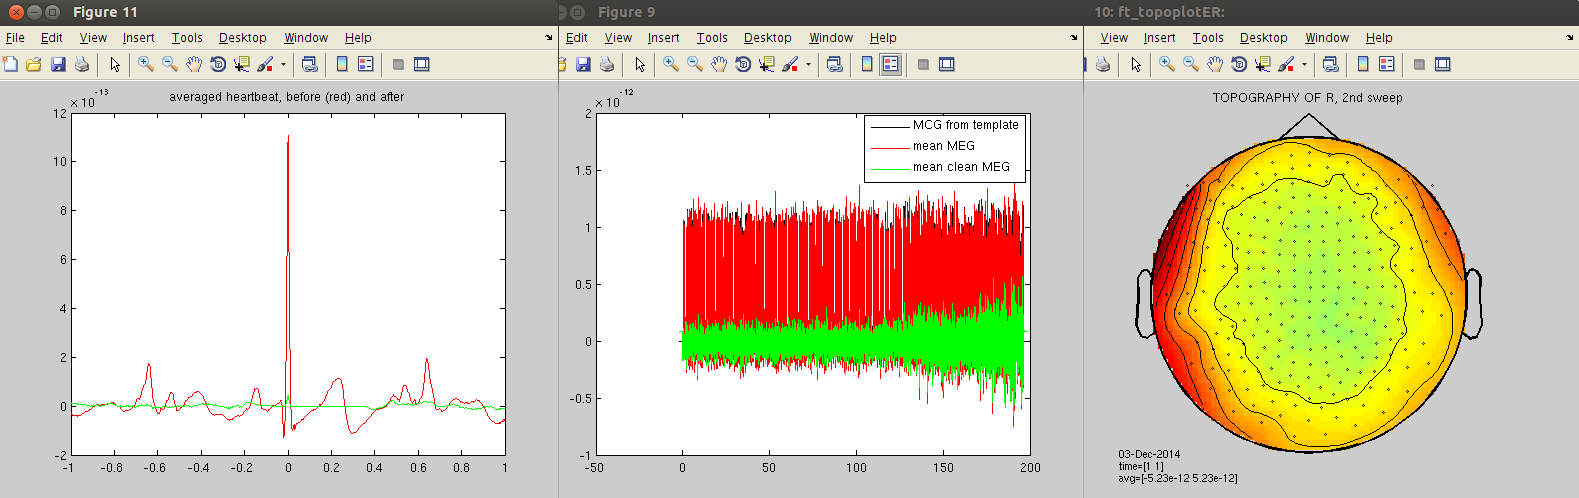 Figure 11
File Edit View Insert Tools Desktop Window Help
×10^-13
averaged heartbeat, before (red) and after
12
10
8
6
4
2
0
-2
-1 -0.8 -0.6 -0.4 -0.2 0 0.2 0.4 0.6 0.8 1
Figure 9
Edit View Insert Tools Desktop Window Help
×10^-12
2
1.5
1
0.5
0
-0.5
-1
-50 0 50 100 150 200
MCG from template
mean MEG
mean clean MEG
10: ft_topoplotER:
View Insert Tools Desktop Window Help
TOPOGRAPHY OF R, 2nd sweep
03-Dec-2014
time=[1 1]
avg=[-5.23e-12 5.23e-12]